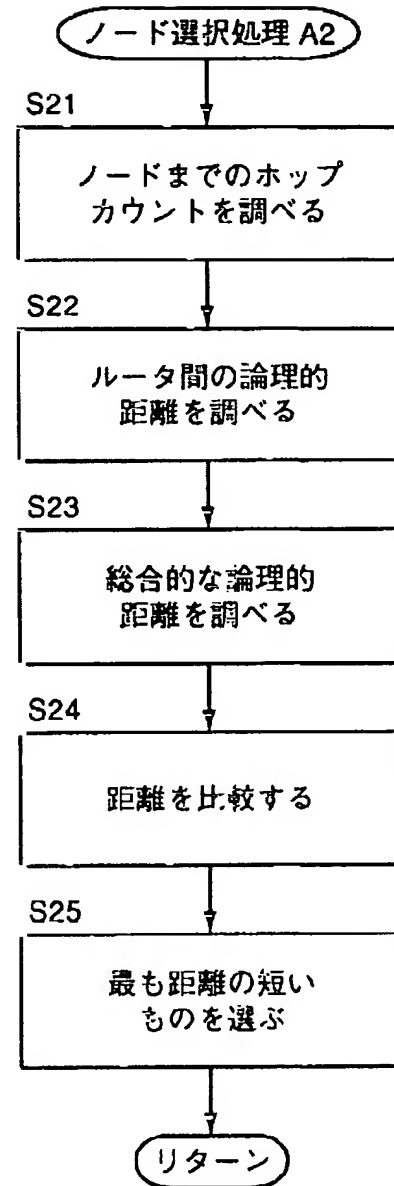 ノード選択処理 A2
S21
ノードまでのホップ
カウントを調べる
S22
ルータ間の論理的
距離を調べる
S23
総合的な論理的
距離を調べる
S24
距離を比較する
S25
最も距離の短い
ものを選ぶ
リターン